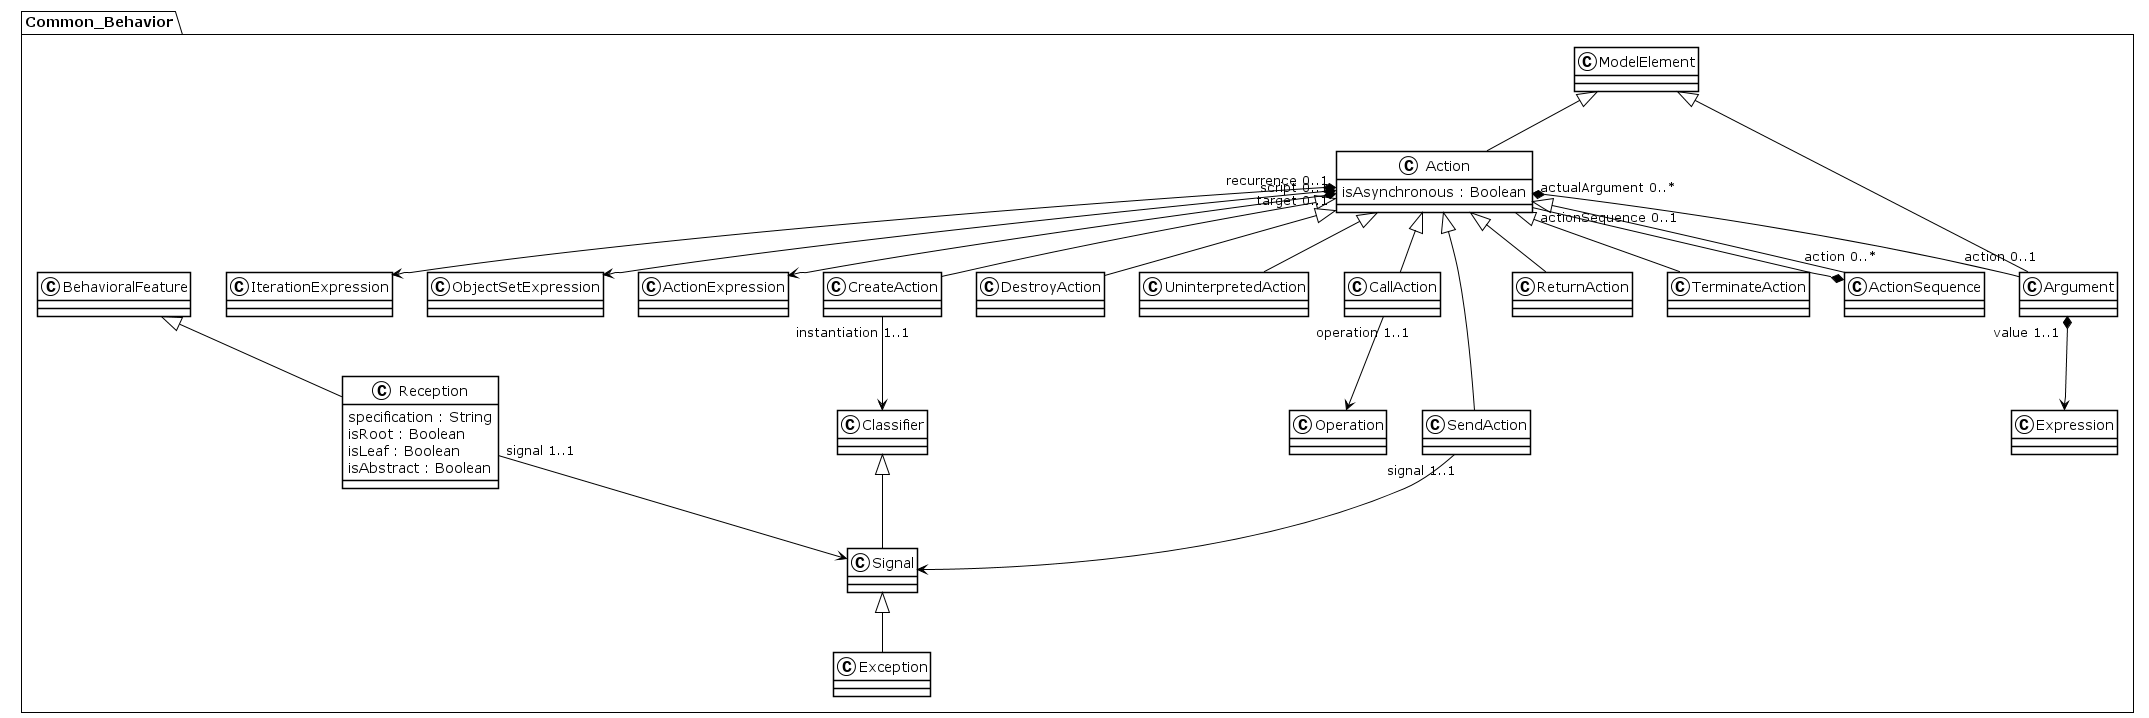 Common_Behavior
C ModelElement
C Action
isAsynchronous : Boolean
recurrence 0..1
script 0..
target 0..1
actualArgument 0..*
actionSequence 0..1
action 0..*
action 0..1
C BehavioralFeature
C IterationExpression
C ObjectSetExpression
C ActionExpression
C CreateAction
C DestroyAction
C UninterpretedAction
C CallAction
C ReturnAction
C TerminateAction
C ActionSequence
C Argument
instantiation 1..1
operation 1..1
value 1..1
C Reception
specification : String
isRoot : Boolean
isLeaf : Boolean
isAbstract : Boolean
signal 1..1
C Classifier
C Operation
C SendAction
C Expression
signal 1..1
C Signal
C Exception